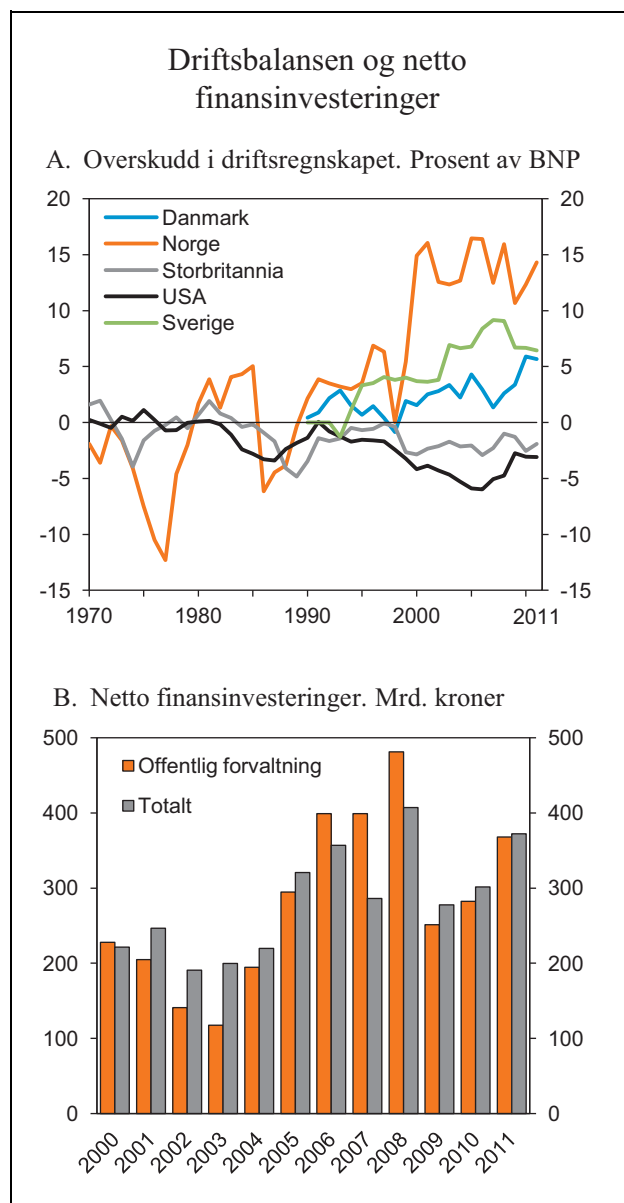 Driftsbalansen og netto
finansinvesteringer
A. Overskudd i driftsregnskapet. Prosent av BNP
20 20
15 15
10 10
5 5
0 0
-5 -5
-10 -10
-15 -15
Danmark
Norge
Storbritannia
USA
Sverige
1970 1980 1990 2000 2011
B. Netto finansinvesteringer. Mrd. kroner
500 500
400 400
300 300
200 200
100 100
0 0
Offentlig forvaltning
Totalt
2000 2001 2002 2003 2004 2005 2006 2007 2008 2009 2010 2011